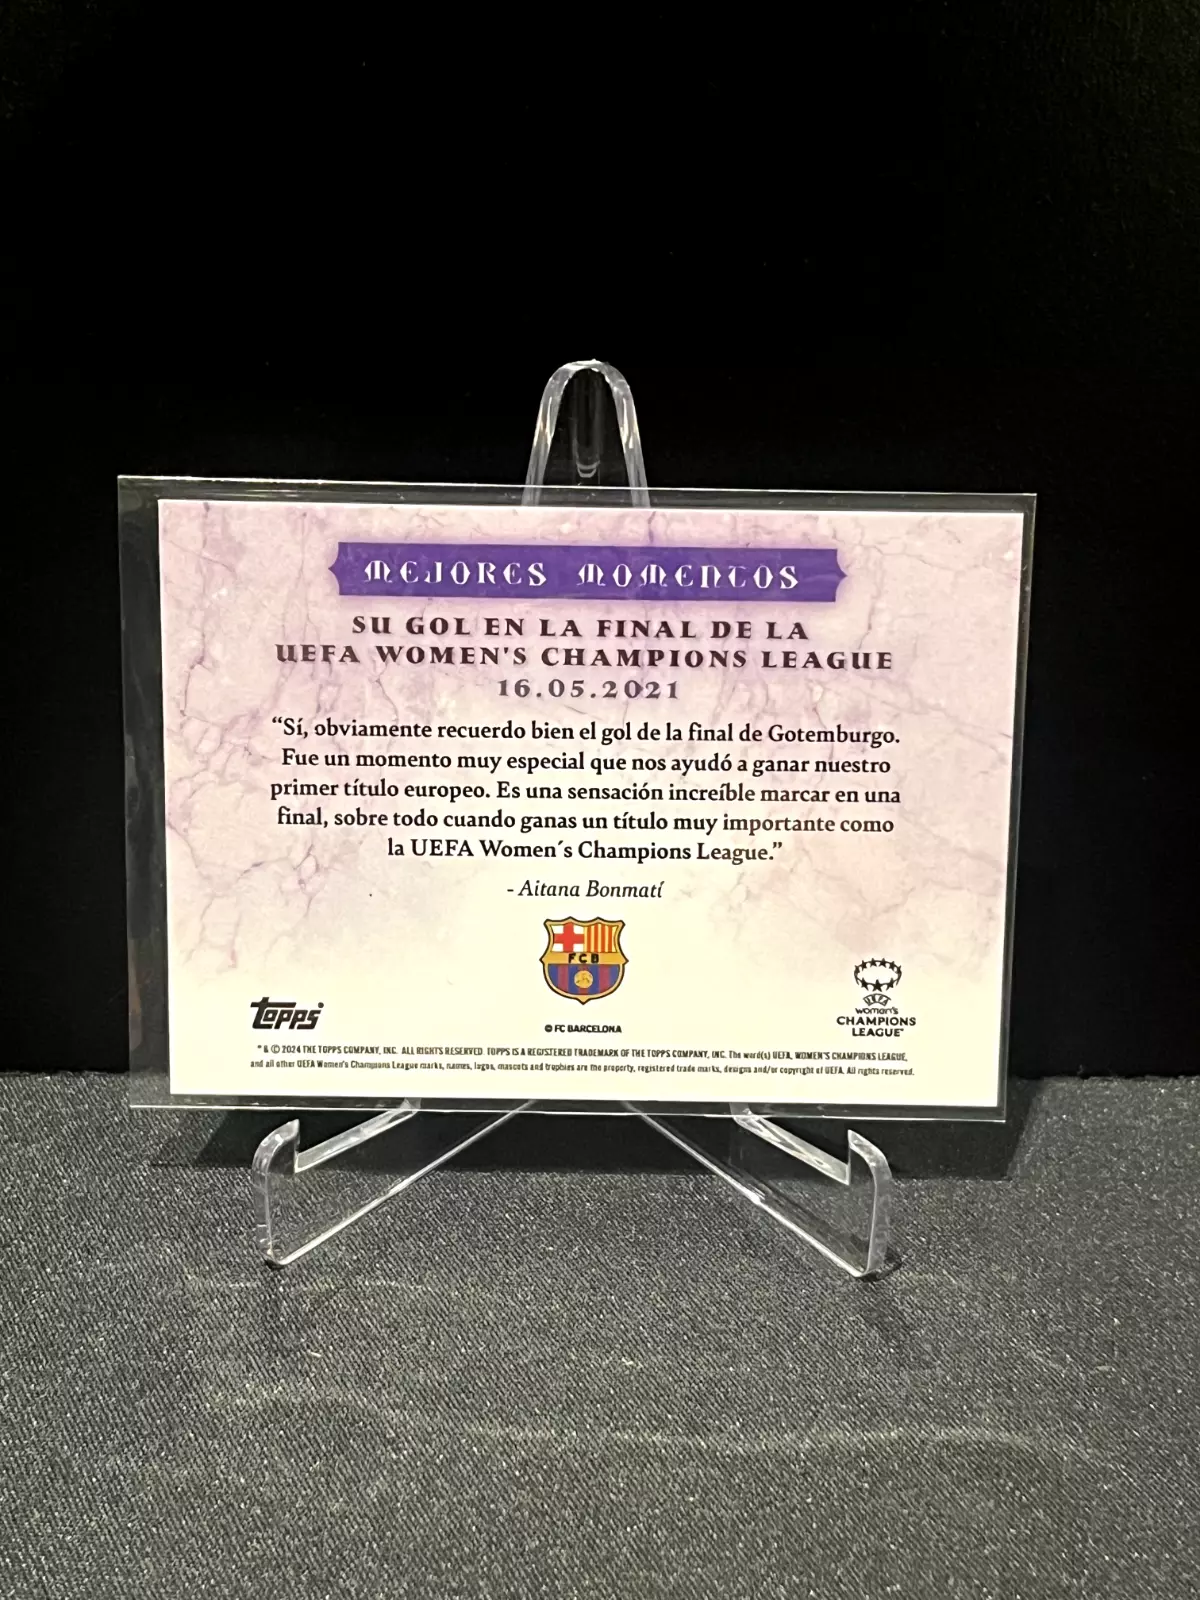 MEJORES MOMENTOS
SU GOL EN LA FINAL DE LA
UEFA WOMEN'S CHAMPIONS LEAGUE
16.05.2021
“Sí, obviamente recuerdo bien el gol de la final de Gotemburgo.
Fue un momento muy especial que nos ayudó a ganar nuestro
primer título europeo. Es una sensación increíble marcar en una
final, sobre todo cuando ganas un título muy importante como
la UEFA Women´s Champions League.”
- Aitana Bonmatí
FCB
Topps
© FC BARCELONA
UEFA
women's
CHAMPIONS
LEAGUE
® & © 2024 THE TOPPS COMPANY, INC. ALL RIGHTS RESERVED. TOPPS IS A REGISTERED TRADEMARK OF THE TOPPS COMPANY, INC. The word(s) UEFA, WOMEN'S CHAMPIONS LEAGUE,
and all other UEFA Women's Champions League marks, names, logos, mascots and trophies are the property, registered trade marks, designs and/or copyright of UEFA. All rights reserved.